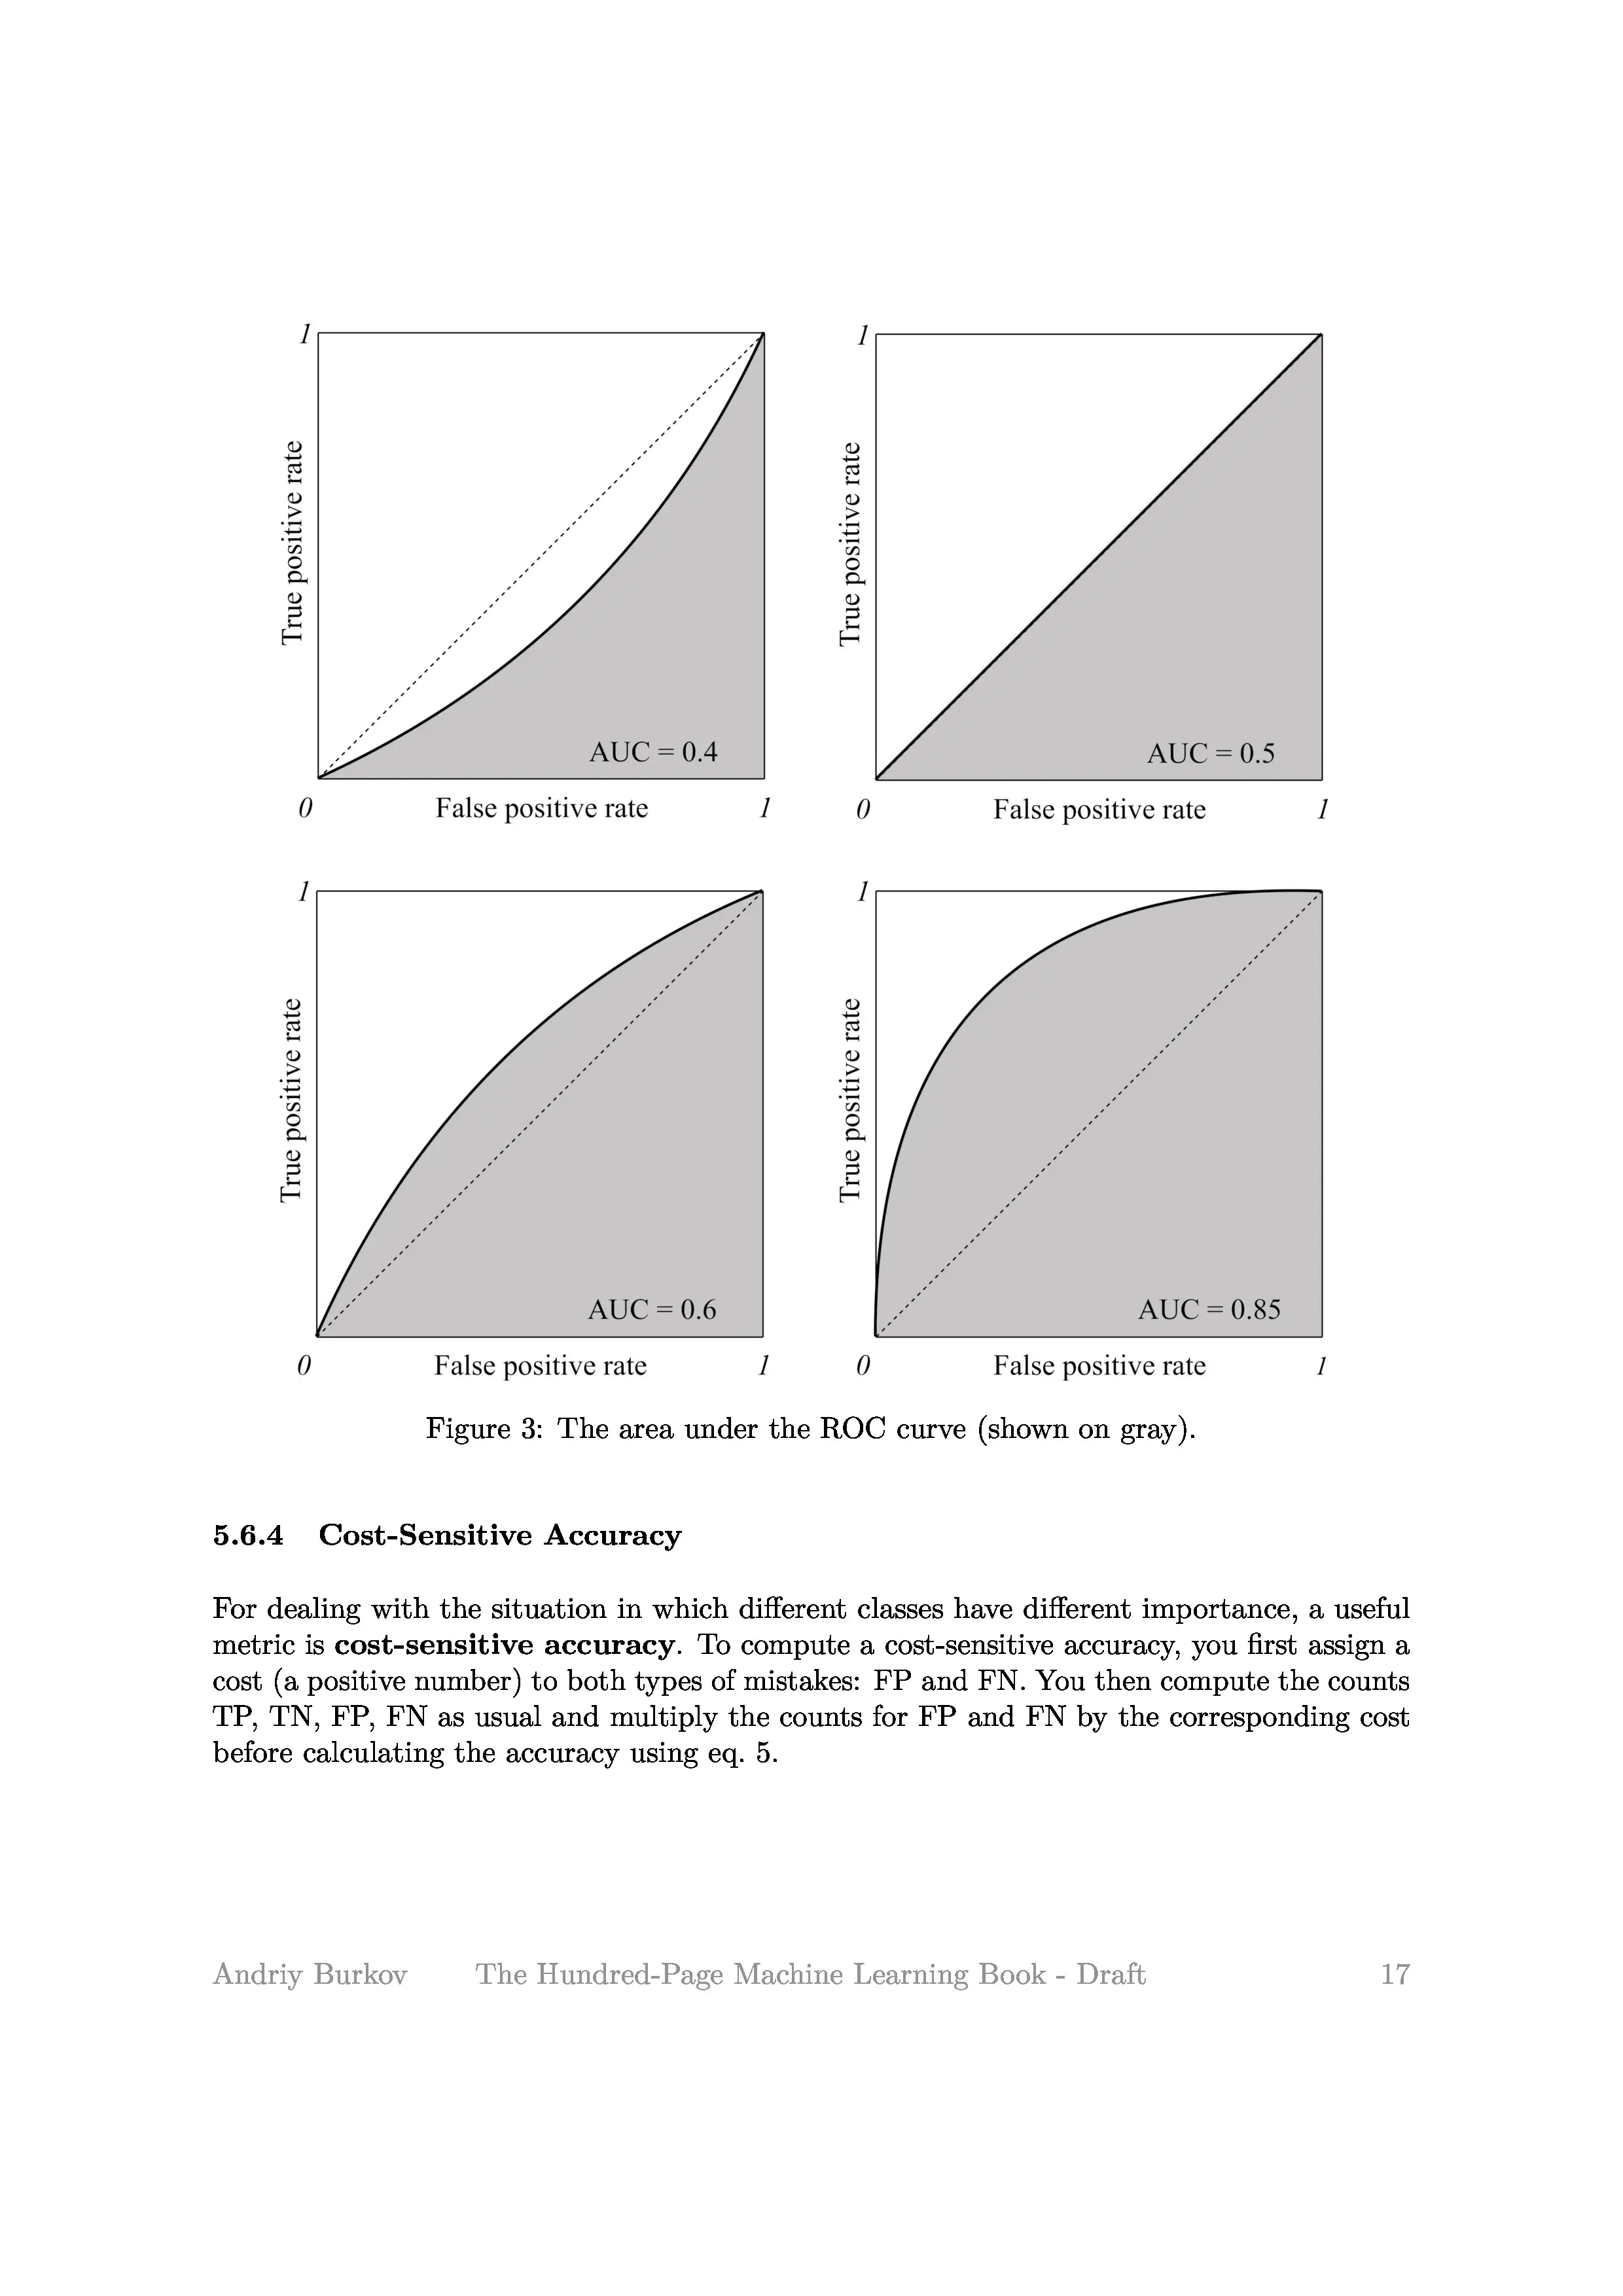 1
True positive rate
AUC = 0.4
0 False positive rate 1
1
True positive rate
AUC = 0.5
0 False positive rate 1
1
True positive rate
AUC = 0.6
0 False positive rate 1
1
True positive rate
AUC = 0.85
0 False positive rate 1
Figure 3: The area under the ROC curve (shown on gray).
5.6.4 Cost-Sensitive Accuracy
For dealing with the situation in which different classes have different importance, a useful
metric is cost-sensitive accuracy. To compute a cost-sensitive accuracy, you first assign a
cost (a positive number) to both types of mistakes: FP and FN. You then compute the counts
TP, TN, FP, FN as usual and multiply the counts for FP and FN by the corresponding cost
before calculating the accuracy using eq. 5.
Andriy Burkov The Hundred-Page Machine Learning Book - Draft 17